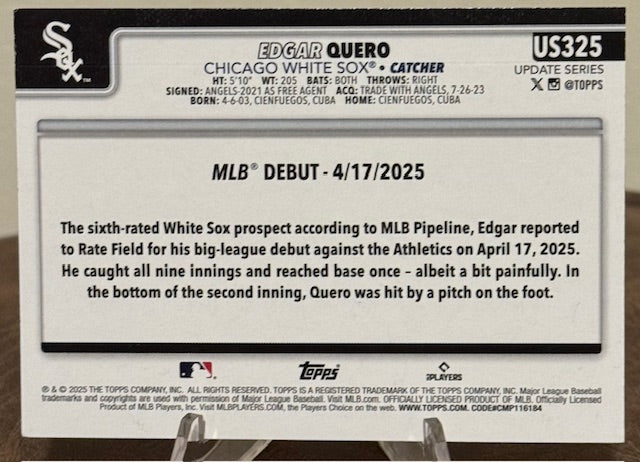 Sox
EDGAR QUERO
US325
CHICAGO WHITE SOX® • CATCHER
UPDATE SERIES
HT: 5'10" WT: 205 BATS: BOTH THROWS: RIGHT
@TOPPS
SIGNED: ANGELS-2021 AS FREE AGENT ACQ: TRADE WITH ANGELS, 7-26-23
BORN: 4-6-03, CIENFUEGOS, CUBA HOME: CIENFUEGOS, CUBA
MLB® DEBUT - 4/17/2025
The sixth-rated White Sox prospect according to MLB Pipeline, Edgar reported
to Rate Field for his big-league debut against the Athletics on April 17, 2025.
He caught all nine innings and reached base once – albeit a bit painfully. In
the bottom of the second inning, Quero was hit by a pitch on the foot.
Topps®
PLAYERS
® & © 2025 THE TOPPS COMPANY, INC. ALL RIGHTS RESERVED. TOPPS IS A REGISTERED TRADEMARK OF THE TOPPS COMPANY, INC. Major League Baseball
trademarks and copyrights are used with permission of Major League Baseball. Visit MLB.com. OFFICIALLY LICENSED PRODUCT OF MLB. Officially Licensed
Product of MLB Players, Inc. Visit MLBPLAYERS.COM, the Players Choice on the web. WWW.TOPPS.COM. CODE#CMP116184